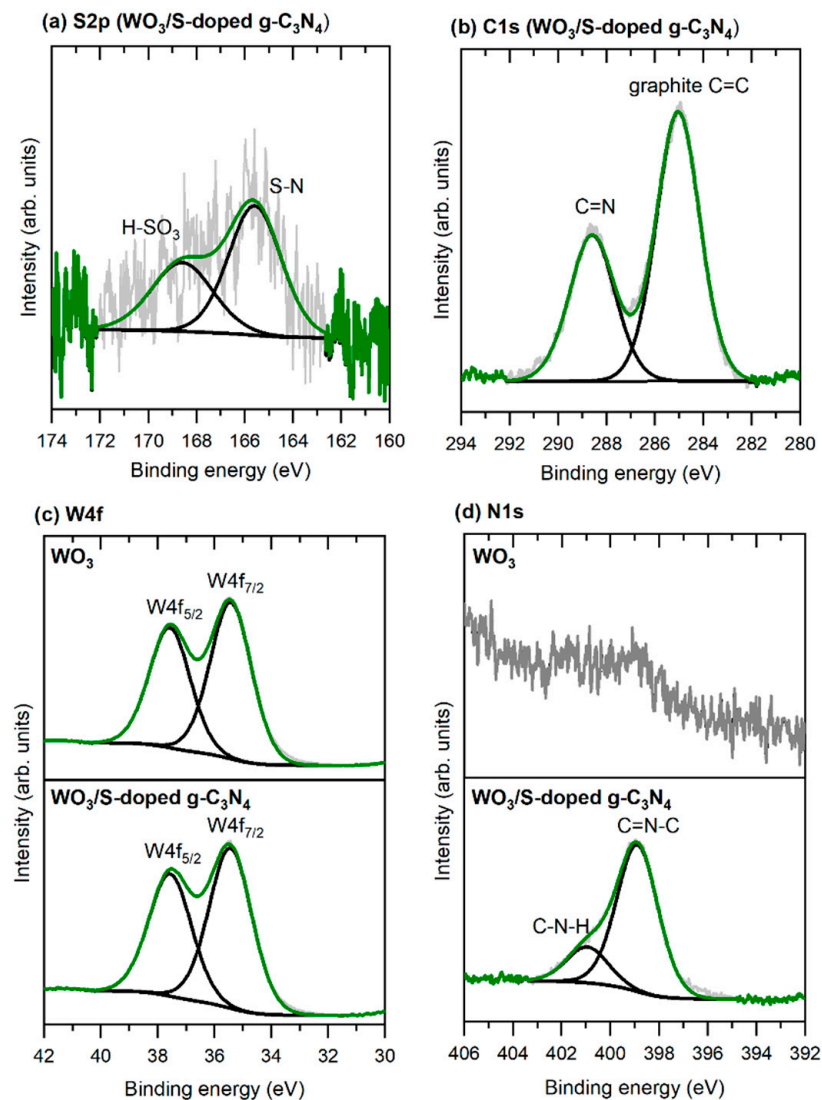 (a) S2p (WO₃/S-doped g-C₃N₄)
Intensity (arb. units)
H-SO₃
S-N
174 172 170 168 166 164 162 160
Binding energy (eV)
(b) C1s (WO₃/S-doped g-C₃N₄)
Intensity (arb. units)
graphite C=C
C=N
294 292 290 288 286 284 282 280
Binding energy (eV)
(c) W4f
Intensity (arb. units)
WO₃
W4f₅/₂
W4f₇/₂
WO₃/S-doped g-C₃N₄
W4f₅/₂
W4f₇/₂
42 40 38 36 34 32 30
Binding energy (eV)
(d) N1s
Intensity (arb. units)
WO₃
WO₃/S-doped g-C₃N₄
C=N-C
C-N-H
406 404 402 400 398 396 394 392
Binding energy (eV)